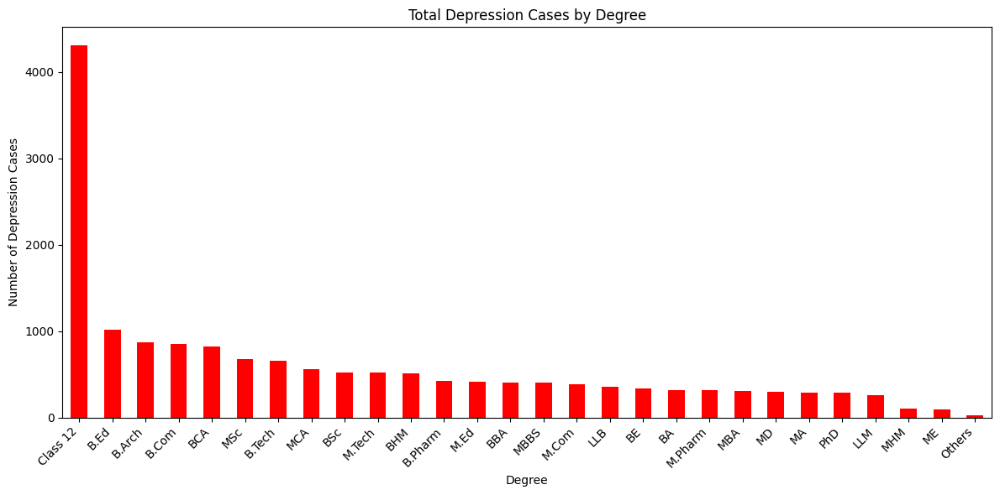 Total Depression Cases by Degree
Number of Depression Cases
4000
3000
2000
1000
0
Class 12
B.Ed
B.Arch
B.Com
BCA
MSc
B.Tech
MCA
BSc
M.Tech
BHM
B.Pharm
M.Ed
BBA
MBBS
M.Com
LLB
BE
BA
M.Pharm
MBA
MD
MA
PhD
LLM
MHM
ME
Others
Degree